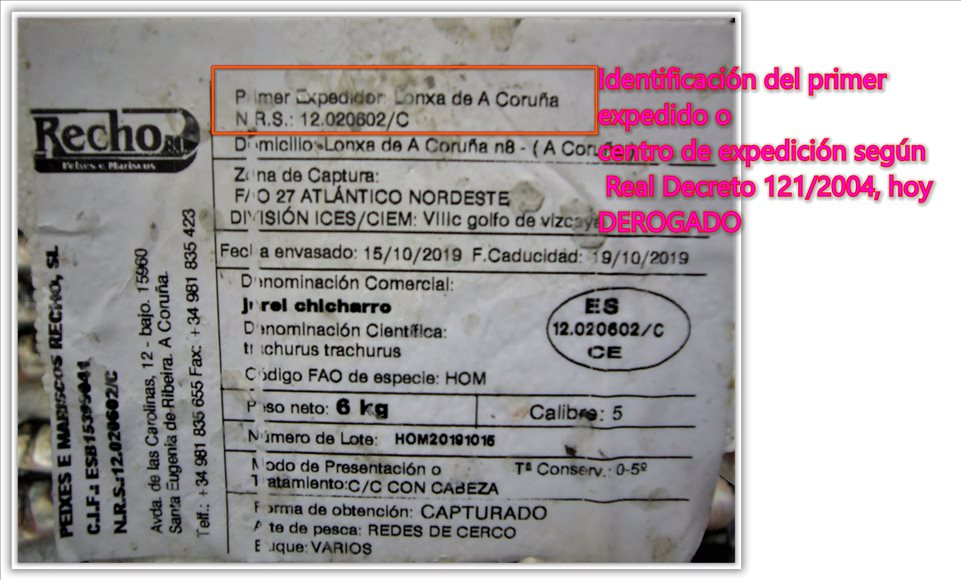 Recho S.L.
Peixes e Mariscos
PEIXES E MARISCOS RECHO, SL
C.I.F.: ESB15399041
N.R.S.:12.020602/C
Avda. de las Carolinas, 12 - bajo. 15960
Santa Eugenia de Ribeira. A Coruña.
Telf.: +34 981 835 655 Fax: +34 981 835 423
Primer Expedidor: Lonxa de A Coruña
N.R.S.: 12.020602/C
Domicilio: Lonxa de A Coruña n8 - ( A Coruña
Zona de Captura:
FAO 27 ATLÁNTICO NORDESTE
DIVISIÓN ICES/CIEM: VIIIc golfo de vizcaya
Fecha envasado: 15/10/2019 F.Caducidad: 19/10/2019
Denominación Comercial:
Jurel chicharro
Denominación Científica:
trachurus trachurus
Código FAO de especie: HOM
ES
12.020602/C
CE
Peso neto: 6 kg Calibre: 5
Número de Lote: HOM20191015
Modo de Presentación o
Tratamiento:C/C CON CABEZA
Tª Conserv.: 0-5º
Forma de obtención: CAPTURADO
Arte de pesca: REDES DE CERCO
Buque: VARIOS
Identificación del primer
expedido o
centro de expedición según
Real Decreto 121/2004, hoy
DEROGADO